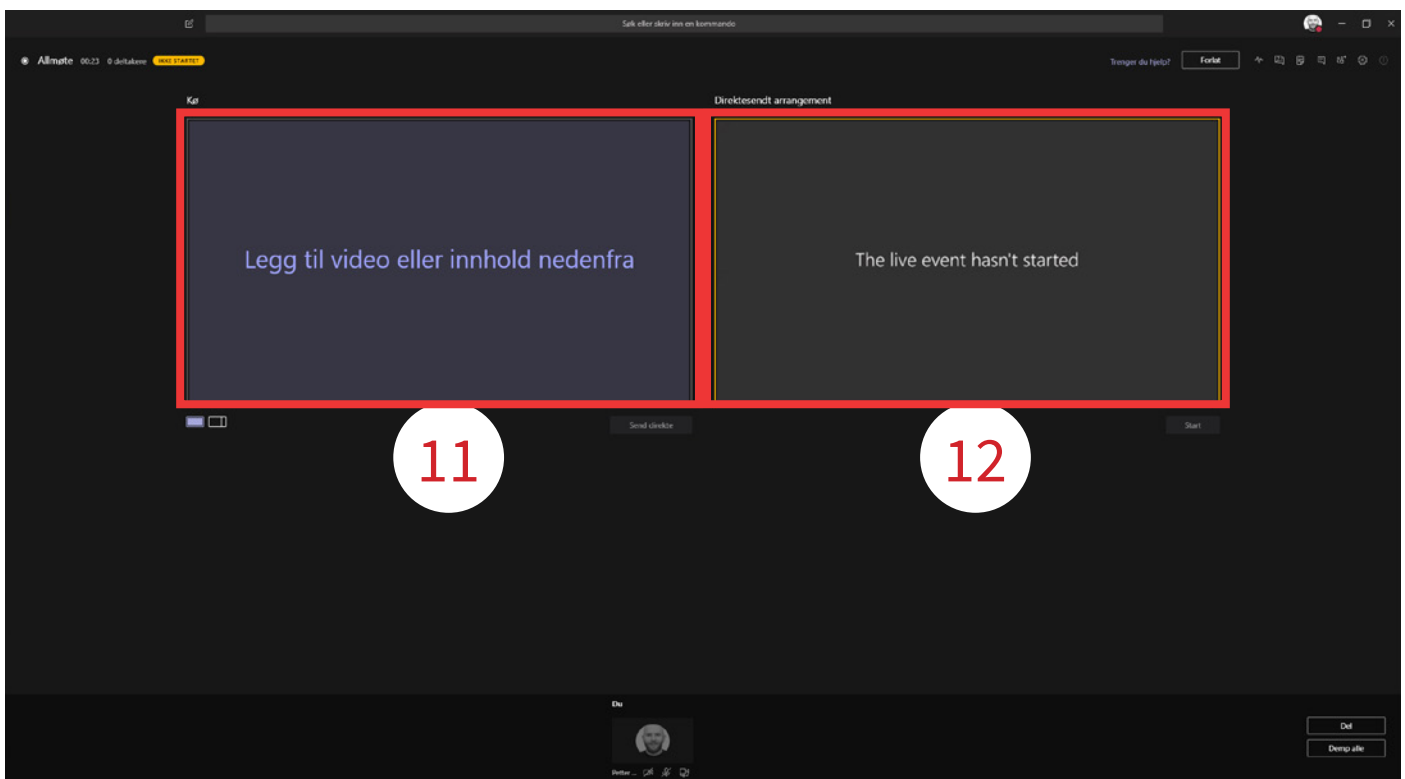 Søk eller skriv inn en kommando
Allmøte 00:23 0 deltakere IKKE STARTET
Trenger du hjelp? Forlat
Kø
Direktesendt arrangement
Legg til video eller innhold nedenfra
The live event hasn't started
Send direkte
Start
11
12
Du
Petter ...
Del
Demp alle